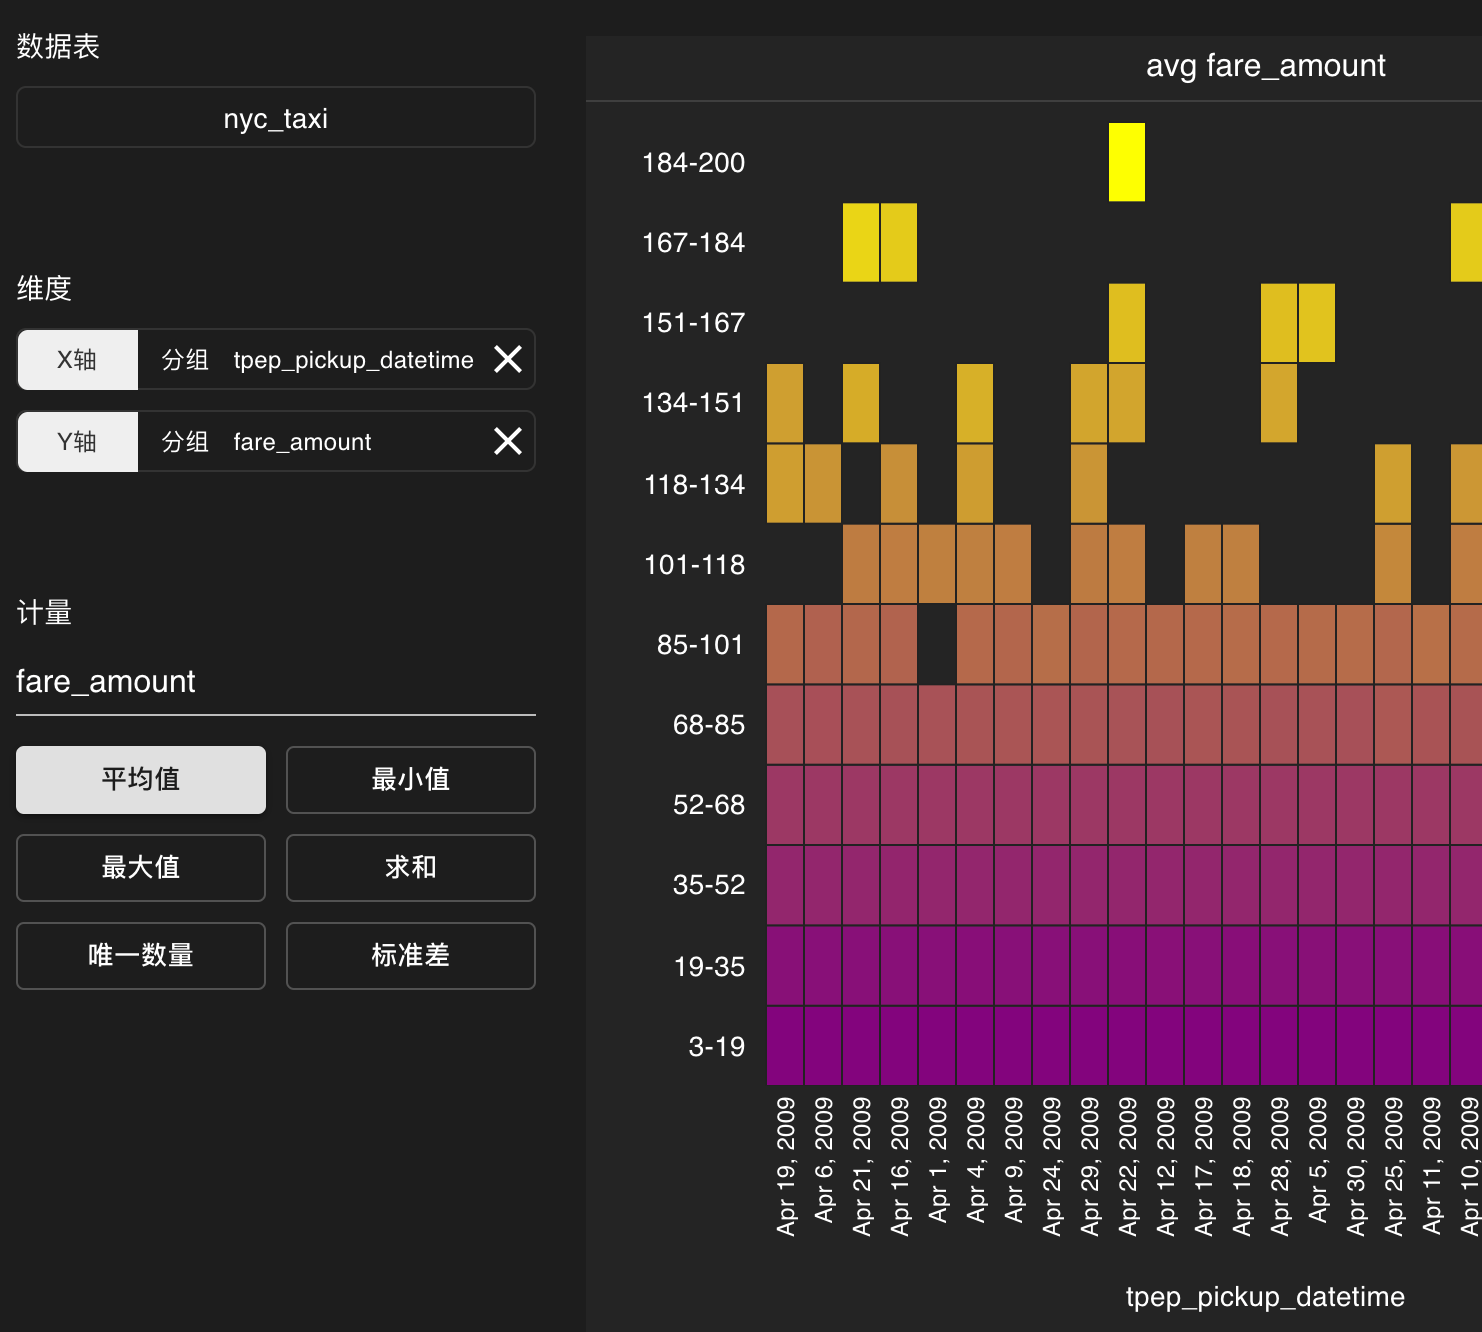 数据表
nyc_taxi
维度
X轴 分组 tpep_pickup_datetime
Y轴 分组 fare_amount
计量
fare_amount
平均值 最小值
最大值 求和
唯一数量 标准差
avg fare_amount
184-200
167-184
151-167
134-151
118-134
101-118
85-101
68-85
52-68
35-52
19-35
3-19
Apr 19, 2009
Apr 6, 2009
Apr 21, 2009
Apr 16, 2009
Apr 1, 2009
Apr 4, 2009
Apr 9, 2009
Apr 24, 2009
Apr 29, 2009
Apr 22, 2009
Apr 12, 2009
Apr 17, 2009
Apr 18, 2009
Apr 28, 2009
Apr 5, 2009
Apr 30, 2009
Apr 25, 2009
Apr 11, 2009
Apr 10, 2009
tpep_pickup_datetime